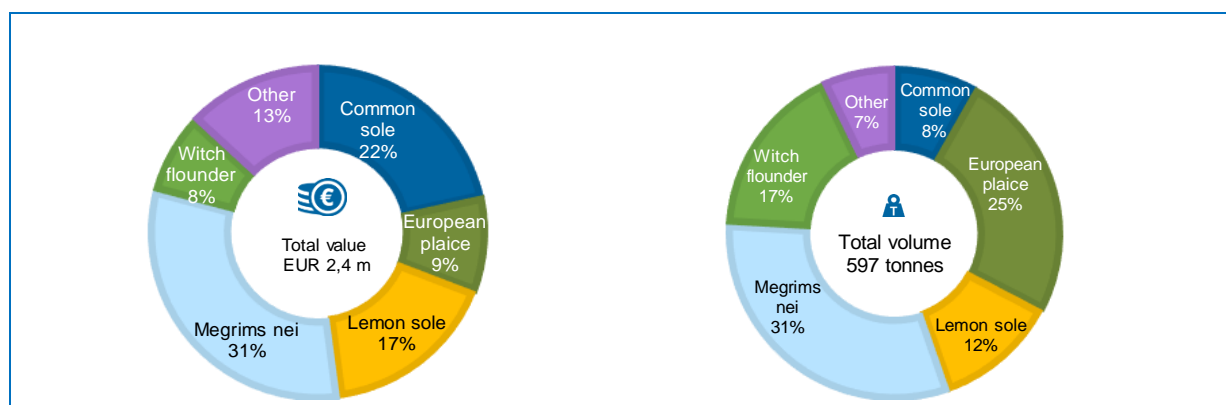 Other
13%
Common
sole
22%
Witch
flounder
8%
European
plaice
9%
€
Total value
EUR 2,4 m
Megrims nei
31%
Lemon sole
17%
Other
7%
Common
sole
8%
Witch
flounder
17%
European
plaice
25%
T
Total volume
597 tonnes
Megrims
nei
31%
Lemon sole
12%